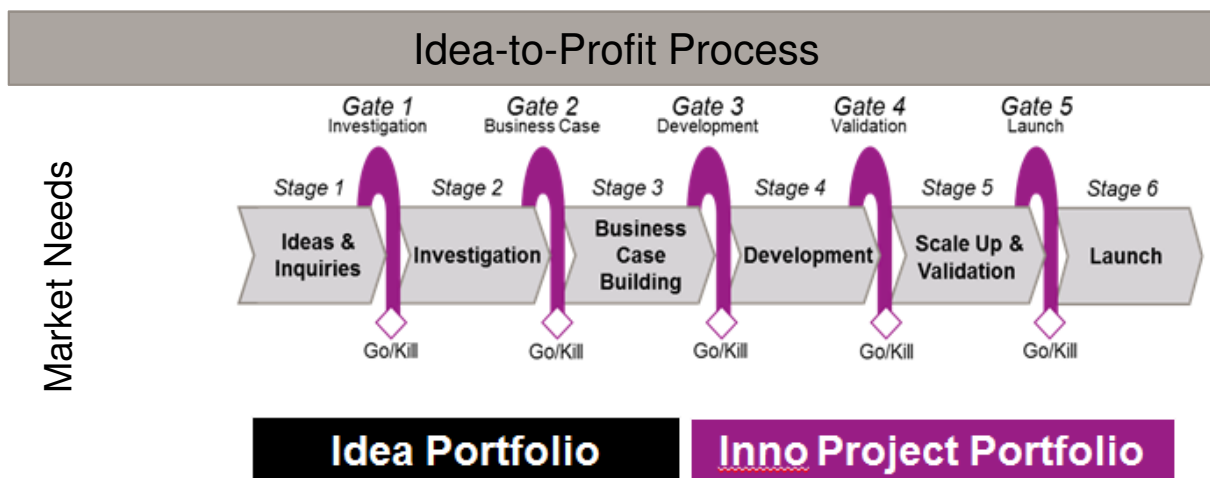 Idea-to-Profit Process
Market Needs
Gate 1
Investigation
Gate 2
Business Case
Gate 3
Development
Gate 4
Validation
Gate 5
Launch
Stage 1
Stage 2
Stage 3
Stage 4
Stage 5
Stage 6
Ideas &
Inquiries
Investigation
Business
Case
Building
Development
Scale Up &
Validation
Launch
Go/Kill
Go/Kill
Go/Kill
Go/Kill
Go/Kill
Idea Portfolio
Inno Project Portfolio